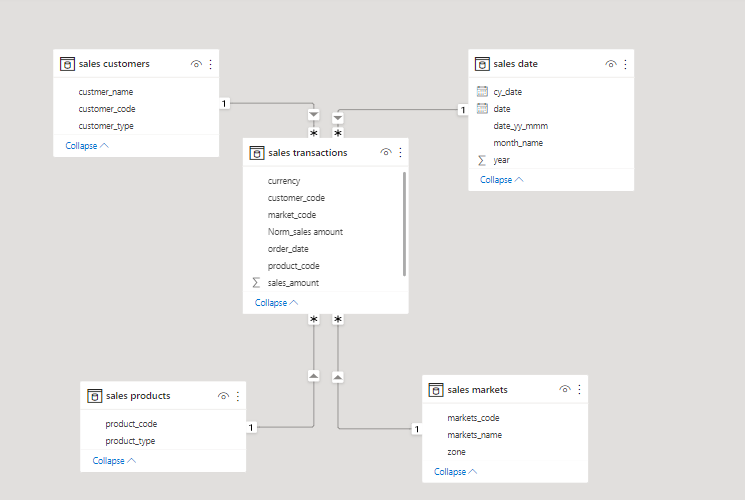 sales customers
custmer_name
customer_code
customer_type
Collapse
1
sales date
cy_date
date
date_yy_mmm
month_name
year
Collapse
1
*
*
sales transactions
currency
customer_code
market_code
Norm_sales amount
order_date
product_code
Σ sales_amount
Collapse
*
*
sales products
product_code
product_type
Collapse
1
sales markets
markets_code
markets_name
zone
Collapse
1